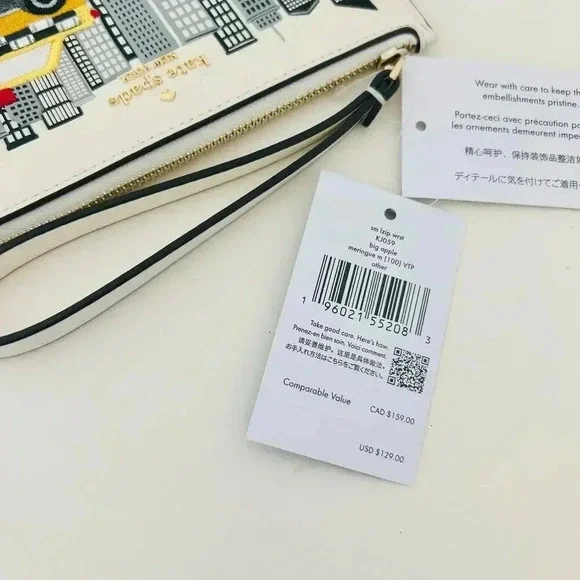 kate spade
NEW YORK
Wear with care to keep the
embellishments pristine.
Portez-ceci avec précaution po
les ornements demeurent impe
精心呵护，保持装饰品整洁如
ディテールに気を付けてご着用
sm lzip wrst
KJ059
big apple
meringue m (10D) VTP
other
1 96021 55208 3
Take good care. Here's how.
Prenez-en bien soin. Voici comment.
请妥善维护。这里是具体做法。
お手入れ方法はこちらをご覧ください。
Comparable Value
CAD $159.00
USD $129.00